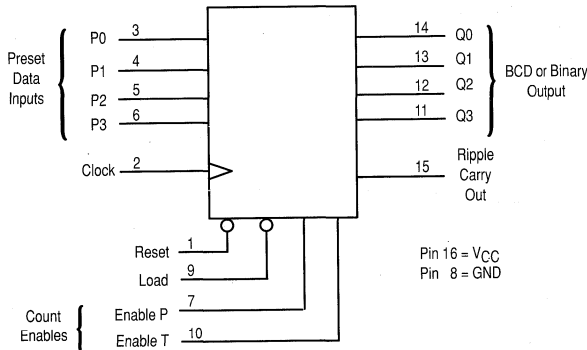 Preset
Data
Inputs
P0 3
P1 4
P2 5
P3 6
Clock 2
14 Q0
13 Q1
12 Q2
11 Q3
BCD or Binary
Output
15 Ripple
Carry
Out
Reset 1
Load 9
Count
Enables
Enable P 7
Enable T 10
Pin 16 = VCC
Pin 8 = GND